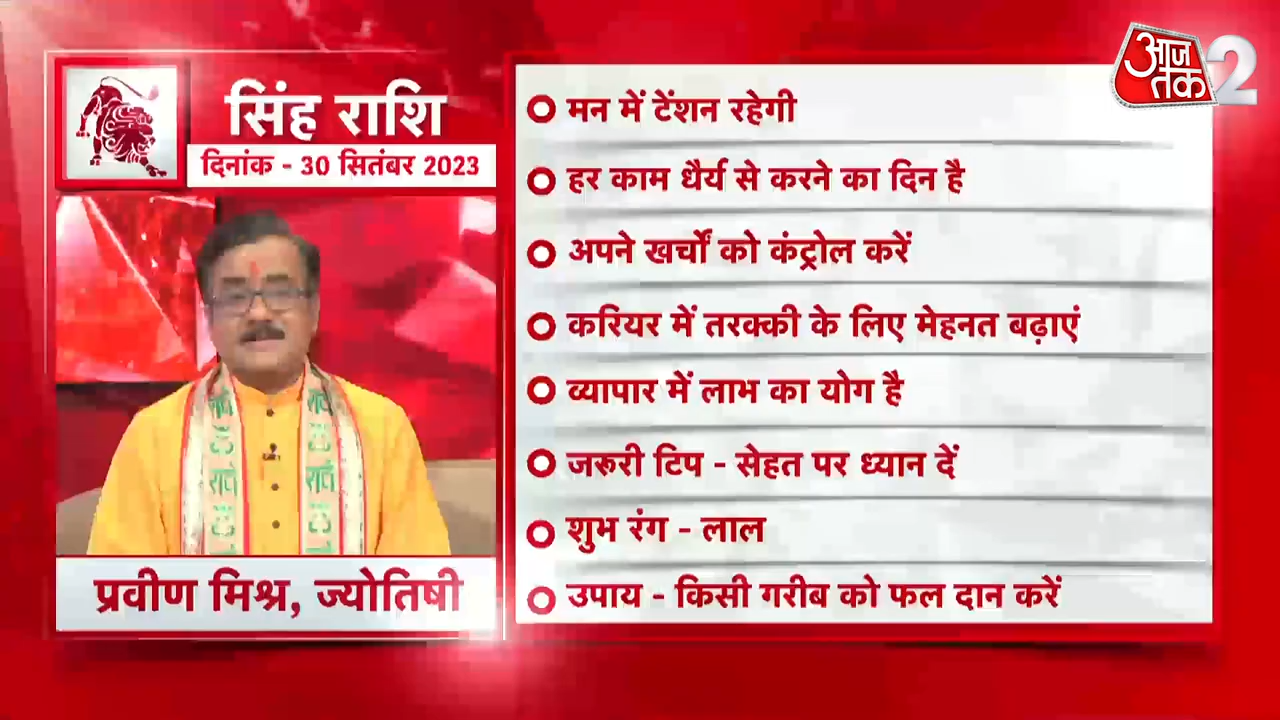 सिंह राशि
दिनांक - 30 सितंबर 2023
प्रवीण मिश्र, ज्योतिषी
आज
तक 2
मन में टेंशन रहेगी
हर काम धैर्य से करने का दिन है
अपने खर्चों को कंट्रोल करें
करियर में तरक्की के लिए मेहनत बढ़ाएं
व्यापार में लाभ का योग है
जरूरी टिप - सेहत पर ध्यान दें
शुभ रंग - लाल
उपाय - किसी गरीब को फल दान करें